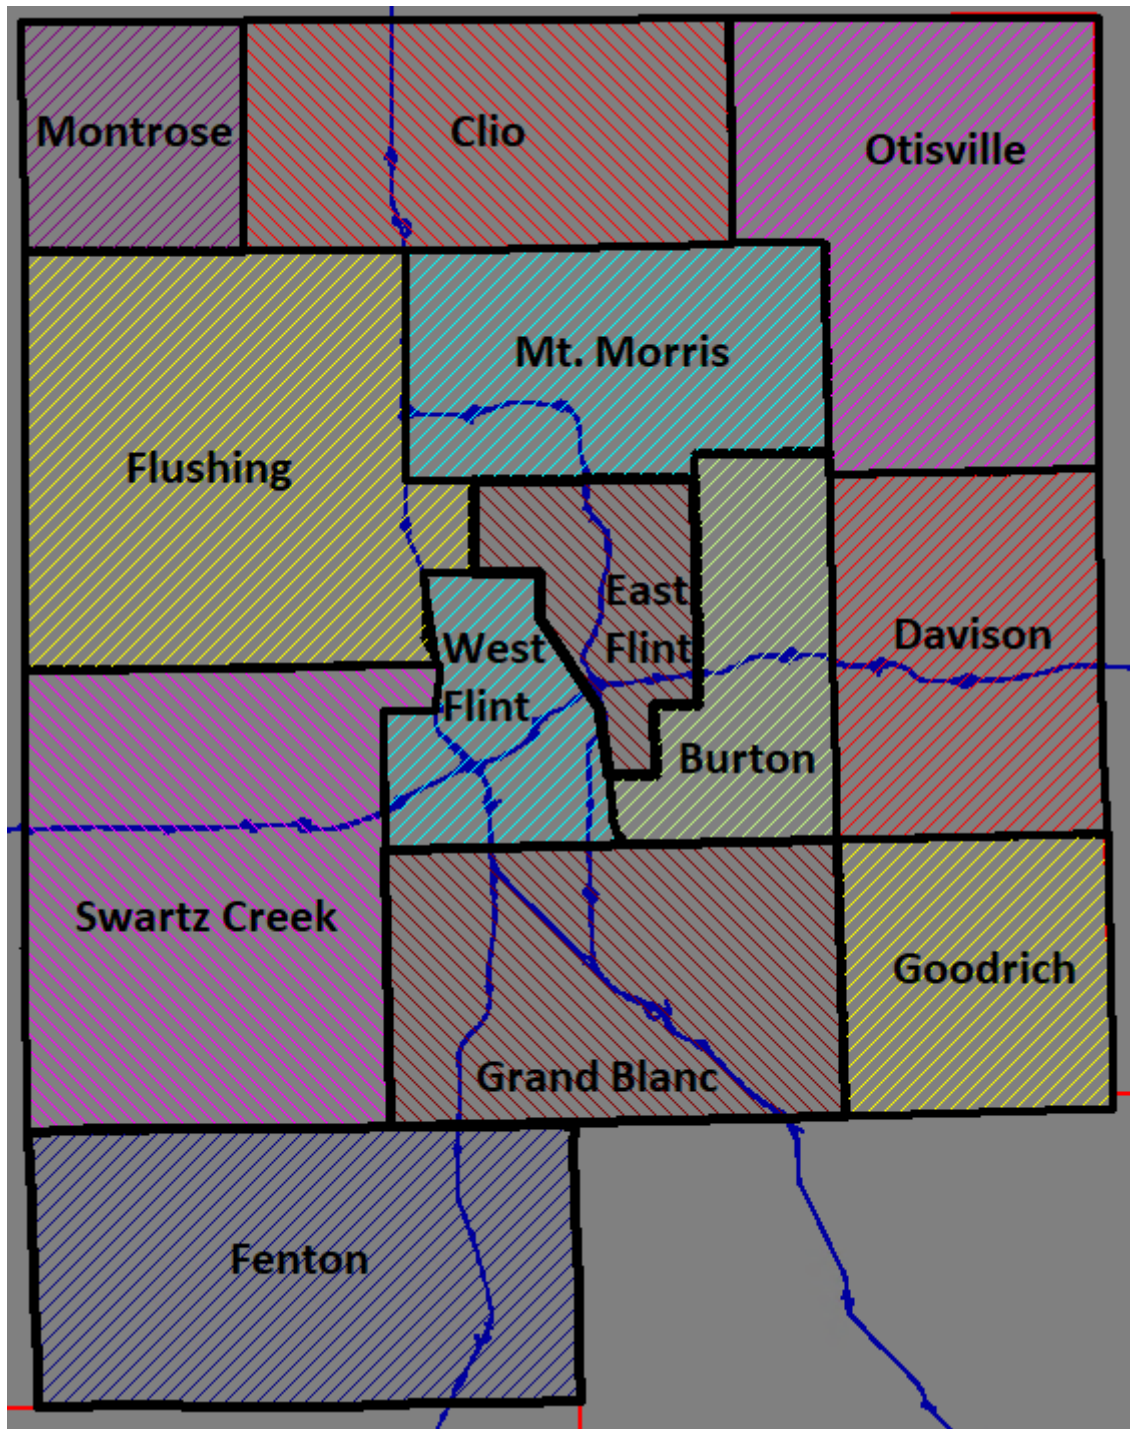 Montrose
Clio
Otisville
Mt. Morris
Flushing
East
Flint
West
Flint
Davison
Burton
Swartz Creek
Goodrich
Grand Blanc
Fenton